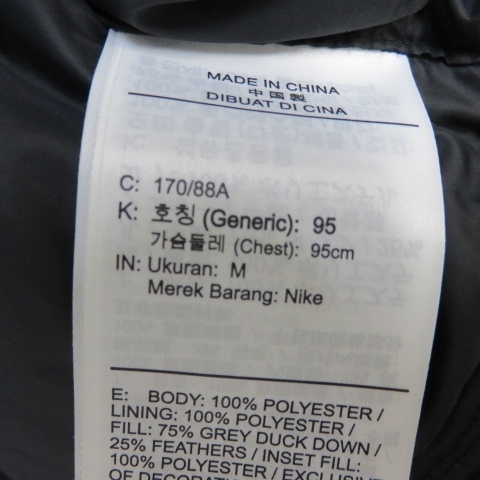 MADE IN CHINA
中国製
DIBUAT DI CINA
C: 170/88A
K: 호칭 (Generic): 95
가슴둘레 (Chest): 95cm
IN: Ukuran: M
Merek Barang: Nike
E: BODY: 100% POLYESTER /
LINING: 100% POLYESTER /
FILL: 75% GREY DUCK DOWN /
25% FEATHERS / INSET FILL:
100% POLYESTER / EXCLUSIVE
OF